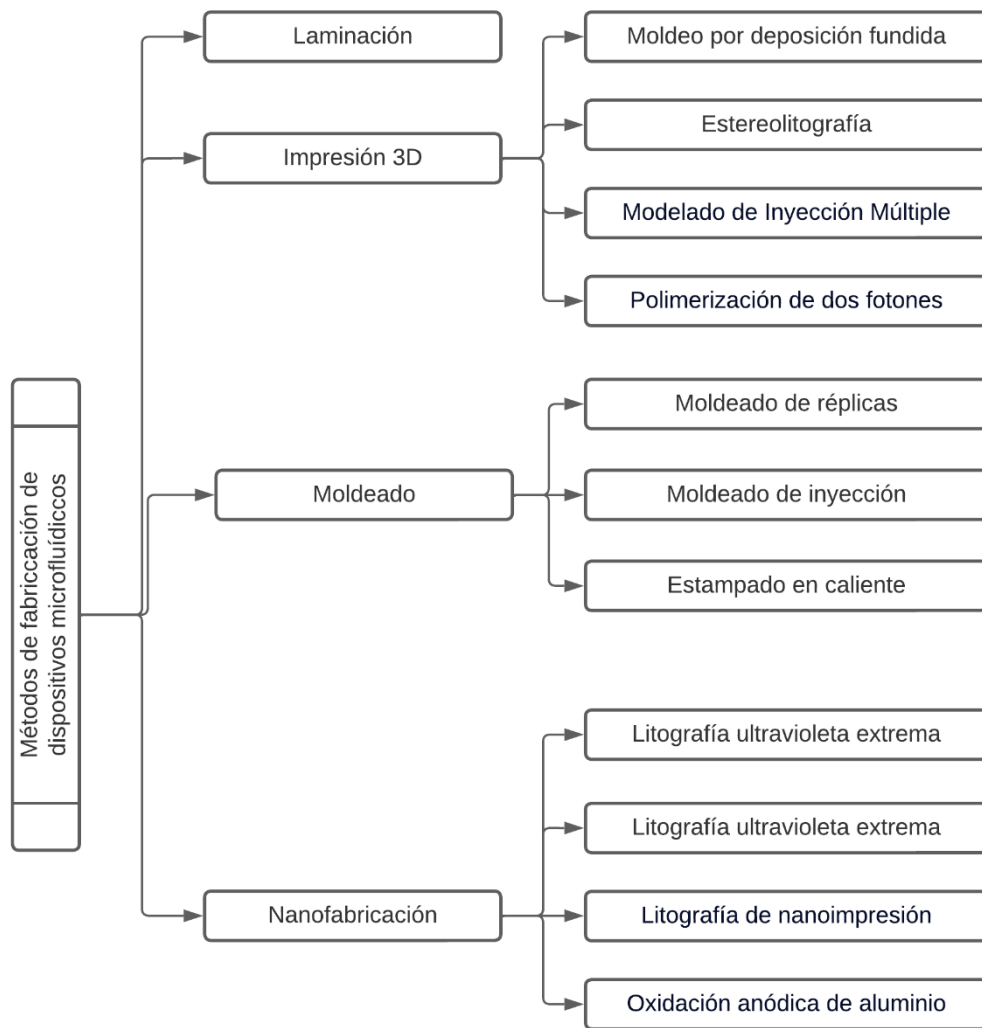 Métodos de fabriccación de
dispositivos microfluídiccos
Laminación
Impresión 3D
Moldeo por deposición fundida
Estereolitografía
Modelado de Inyección Múltiple
Polimerización de dos fotones
Moldeado
Moldeado de réplicas
Moldeado de inyección
Estampado en caliente
Nanofabricación
Litografía ultravioleta extrema
Litografía ultravioleta extrema
Litografía de nanoimpresión
Oxidación anódica de aluminio